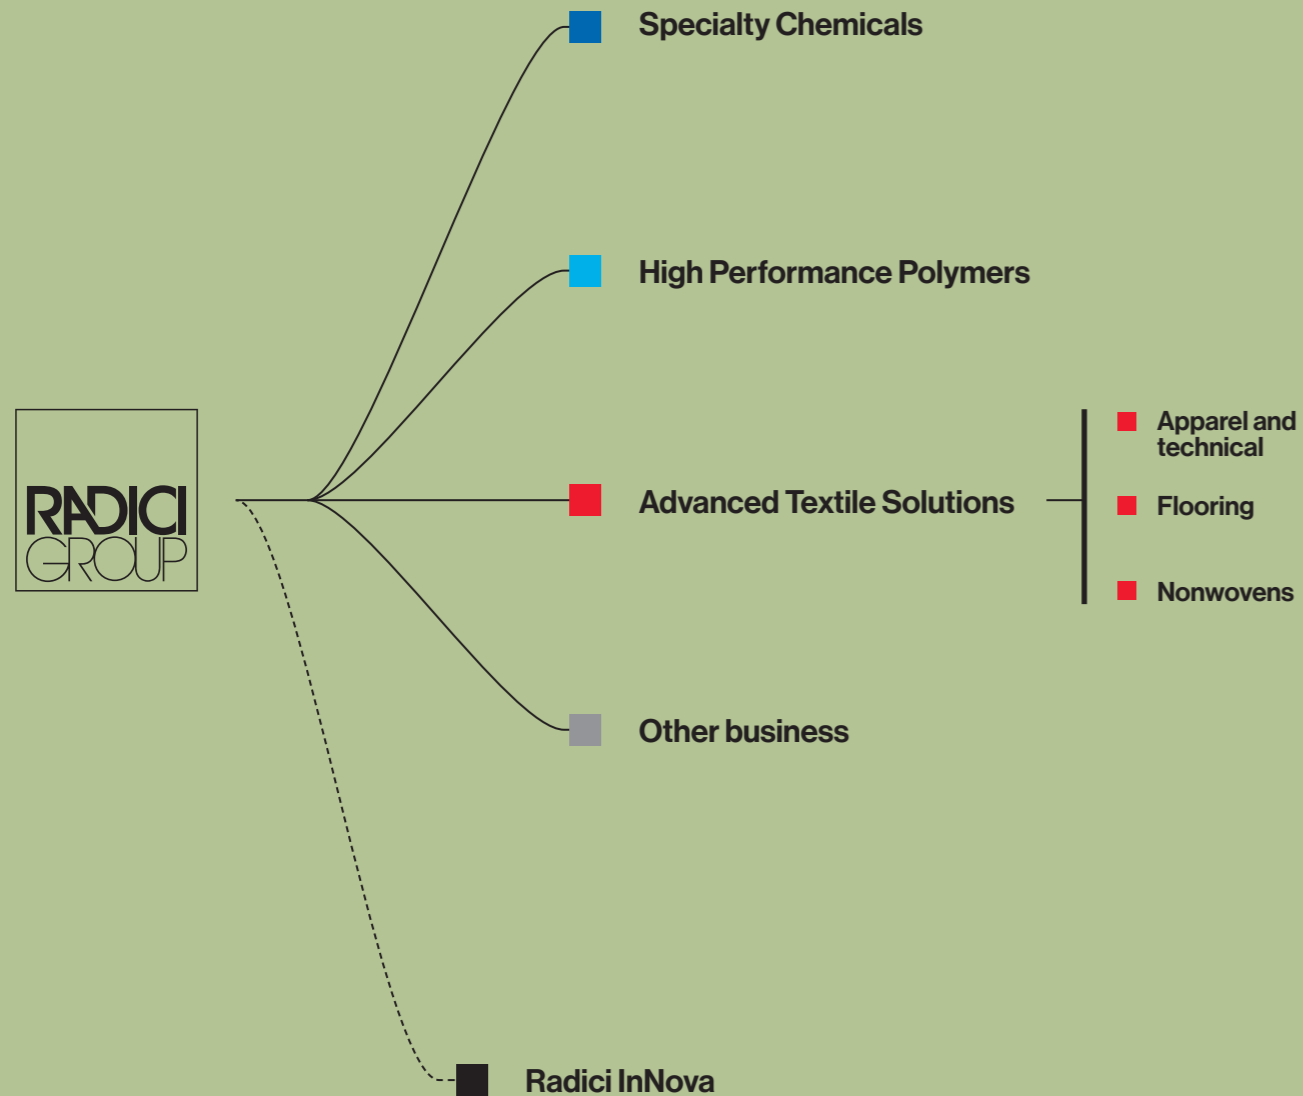 Specialty Chemicals
High Performance Polymers
RADICI
GROUP
Advanced Textile Solutions
Apparel and
technical
Flooring
Nonwovens
Other business
Radici InNova